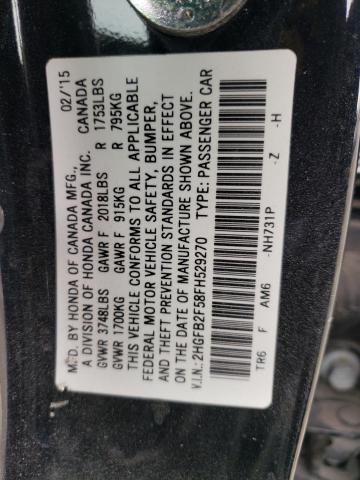 MFD. BY HONDA OF CANADA MFG., 02/'15
A DIVISION OF HONDA CANADA INC. CANADA
GVWR 3748LBS GAWR F 2018LBS R 1753LBS
GVWR 1700KG GAWR F 915KG R 795KG
THIS VEHICLE CONFORMS TO ALL APPLICABLE
FEDERAL MOTOR VEHICLE SAFETY, BUMPER,
AND THEFT PREVENTION STANDARDS IN EFFECT
ON THE DATE OF MANUFACTURE SHOWN ABOVE.
V.I.N.: 2HGFB2F58FH529270 TYPE: PASSENGER CAR
TR6 F AM6 -NH731P -Z -H